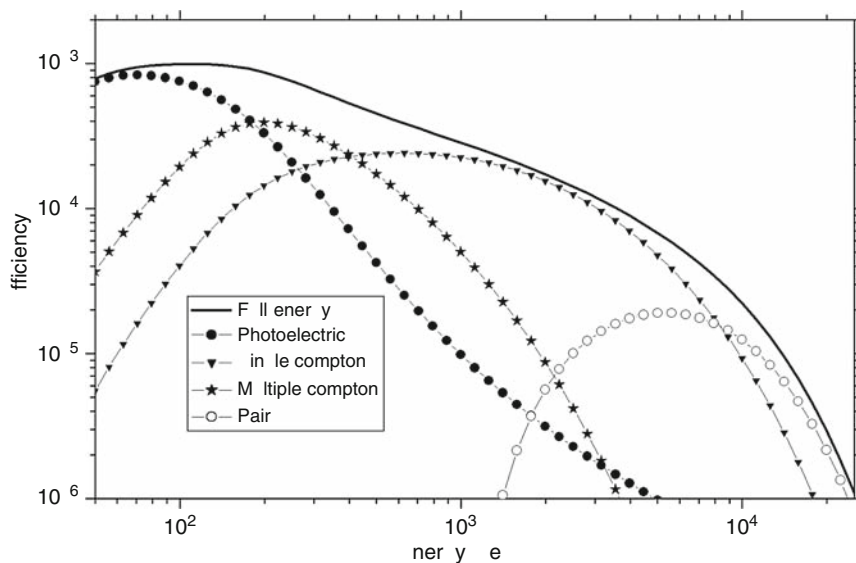 10 3
10 4
10 5
10 6
fficiency
F ll ener y
Photoelectric
in le compton
M ltiple compton
Pair
10 2
10 3
10 4
ner y e